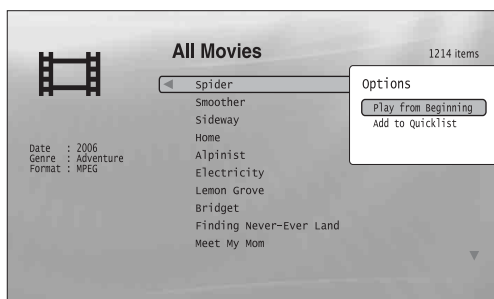 All Movies
1214 items
Spider
Smoother
Sideway
Home
Alpinist
Electricity
Lemon Grove
Bridget
Finding Never-Ever Land
Meet My Mom
Options
Play from Beginning
Add to Quicklist
Date : 2006
Genre : Adventure
Format : MPEG